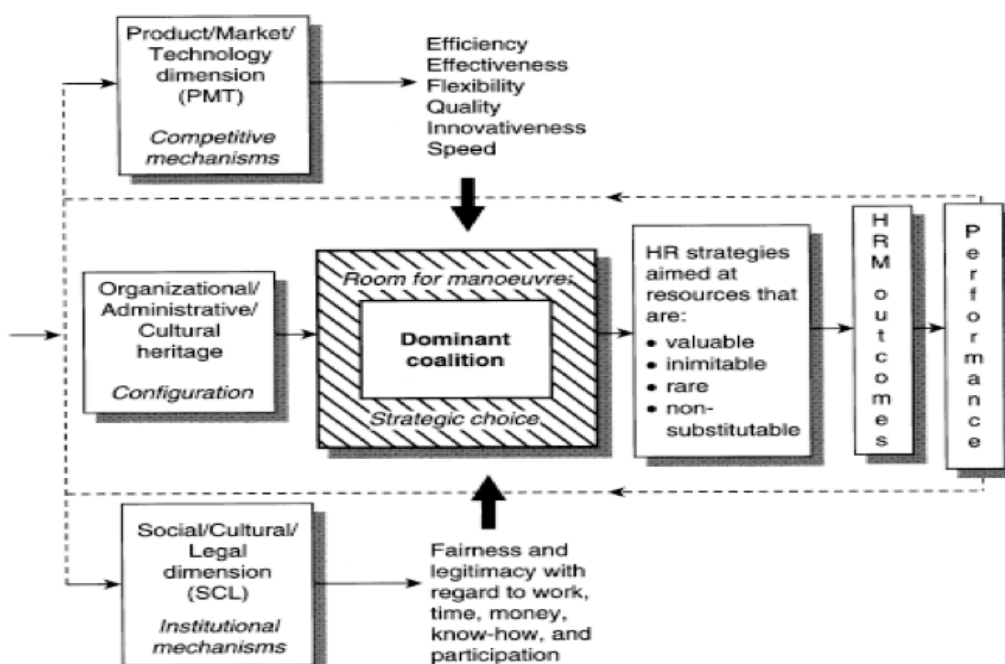 Product/Market/
Technology
dimension
(PMT)
Competitive
mechanisms
Efficiency
Effectiveness
Flexibility
Quality
Innovativeness
Speed
Organizational/
Administrative/
Cultural
heritage
Configuration
Room for manoeuvre
Dominant
coalition
Strategic choice
HR strategies
aimed at
resources that
are:
• valuable
• inimitable
• rare
• non-
substitutable
HRM outcomes
Performance
Social/Cultural/
Legal
dimension
(SCL)
Institutional
mechanisms
Fairness and
legitimacy with
regard to work,
time, money,
know-how, and
participation